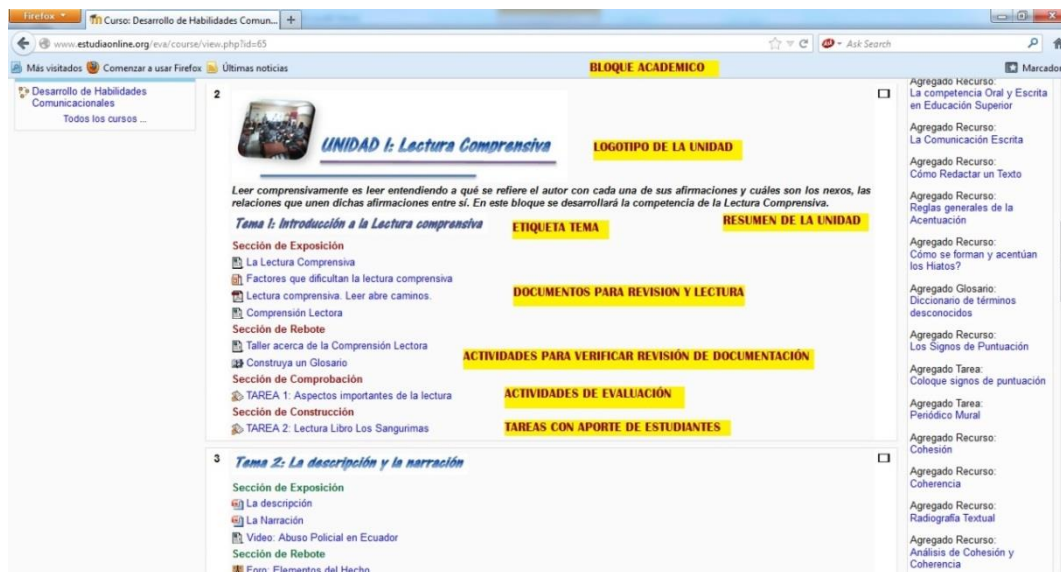 Firefox
Curso: Desarrollo de Habilidades Comun...
www.estudiaonline.org/eva/course/view.php?id=65
Ask Search
Más visitados
Comenzar a usar Firefox
Últimas noticias
BLOQUE ACADEMICO
Marcador
Desarrollo de Habilidades
Comunicacionales
Todos los cursos ...
2
UNIDAD I: Lectura Comprensiva
LOGOTIPO DE LA UNIDAD
Leer comprensivamente es leer entendiendo a qué se refiere el autor con cada una de sus afirmaciones y cuáles son los nexos, las
relaciones que unen dichas afirmaciones entre sí. En este bloque se desarrollará la competencia de la Lectura Comprensiva.
Tema I: Introducción a la Lectura comprensiva
ETIQUETA TEMA
RESUMEN DE LA UNIDAD
Sección de Exposición
La Lectura Comprensiva
Factores que dificultan la lectura comprensiva
Lectura comprensiva. Leer abre caminos.
DOCUMENTOS PARA REVISION Y LECTURA
Comprensión Lectora
Sección de Rebote
Taller acerca de la Comprensión Lectora
Construya un Glosario
ACTIVIDADES PARA VERIFICAR REVISIÓN DE DOCUMENTACIÓN
Sección de Comprobación
TAREA 1: Aspectos importantes de la lectura
ACTIVIDADES DE EVALUACIÓN
Sección de Construcción
TAREA 2: Lectura Libro Los Sangurimas
TAREAS CON APORTE DE ESTUDIANTES
3
Tema 2: La descripción y la narración
Sección de Exposición
La descripción
La Narración
Video: Abuso Policial en Ecuador
Sección de Rebote
Foro: Elementos del Hecho
Agregado Recurso:
La competencia Oral y Escrita
en Educación Superior
Agregado Recurso:
La Comunicación Escrita
Agregado Recurso:
Cómo Redactar un Texto
Agregado Recurso:
Reglas generales de la
Acentuación
Agregado Recurso:
Cómo se forman y acentúan
los Hiatos?
Agregado Glosario:
Diccionario de términos
desconocidos
Agregado Recurso:
Los Signos de Puntuación
Agregado Tarea:
Coloque signos de puntuación
Agregado Tarea:
Periódico Mural
Agregado Recurso:
Cohesión
Agregado Recurso:
Coherencia
Agregado Recurso:
Radiografía Textual
Agregado Recurso:
Análisis de Cohesión y
Coherencia